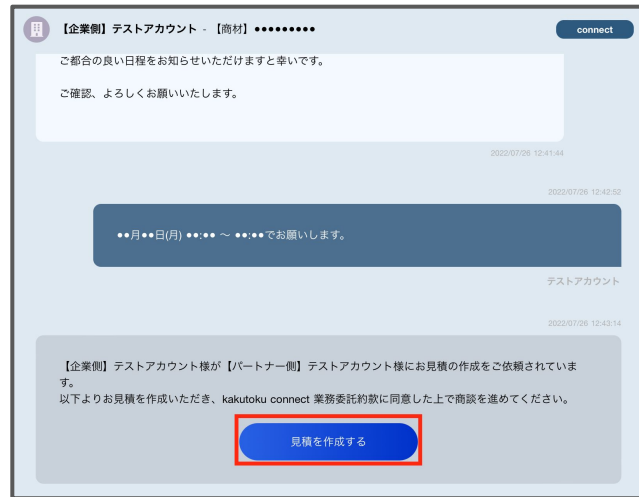 【企業側】テストアカウント - 【商材】●●●●●●●●●
connect
ご都合の良い日程をお知らせいただけますと幸いです。
ご確認、よろしくお願いいたします。
2022/07/26 12:41:44
2022/07/26 12:42:52
●●月●●日(月) ●●:●● 〜 ●●:●●でお願いします。
テストアカウント
2022/07/26 12:43:14
【企業側】テストアカウント様が【パートナー側】テストアカウント様にお見積の作成をご依頼されていま
す。
以下よりお見積を作成いただき、kakutoku connect 業務委託約款に同意した上で商談を進めてください。
見積を作成する